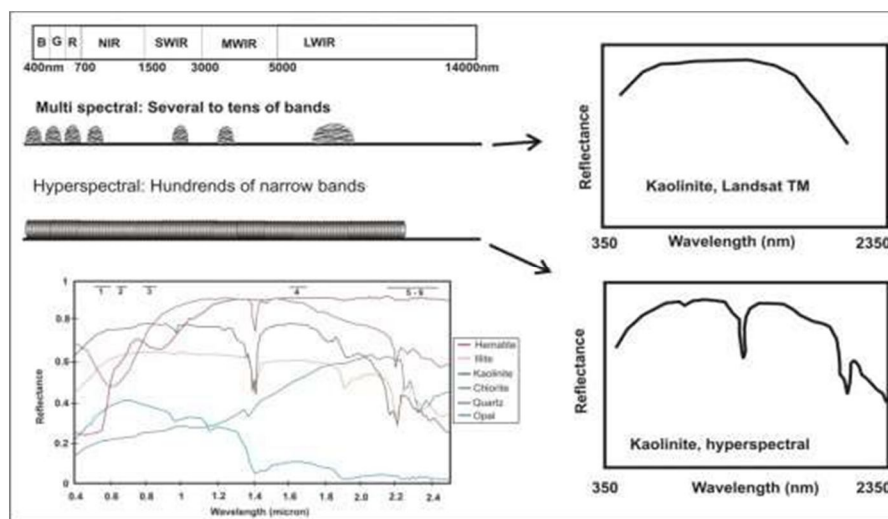 B G R NIR SWIR MWIR LWIR
400nm 700 1500 3000 5000 14000nm
Multi spectral: Several to tens of bands
Hyperspectral: Hundrends of narrow bands
Reflectance
Kaolinite, Landsat TM
350 Wavelength (nm) 2350
1 2 3 4 5 - 9
1
0.8
0.6
0.4
0.2
0
Reflectance
Hematite
Illite
Kaolinite
Chlorite
Quartz
Opal
0.4 0.6 0.8 1 1.2 1.4 1.6 1.8 2.0 2.2 2.4
Wavelength (micron)
Reflectance
Kaolinite, hyperspectral
350 Wavelength (nm) 2350